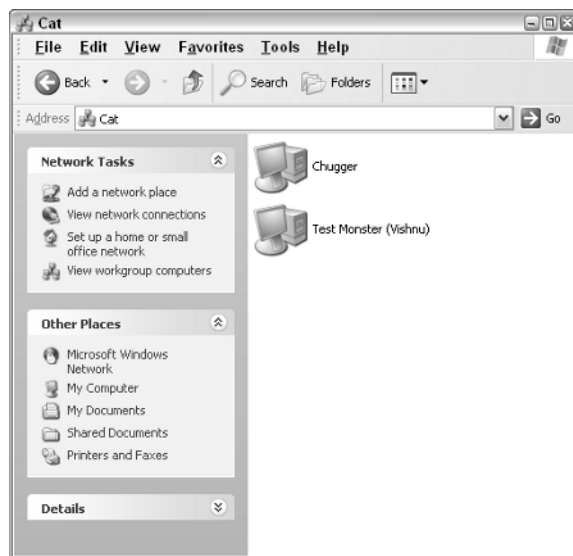 Cat
File Edit View Favorites Tools Help
Back Search Folders
Address Cat Go
Network Tasks
Add a network place
View network connections
Set up a home or small
office network
View workgroup computers
Other Places
Microsoft Windows
Network
My Computer
My Documents
Shared Documents
Printers and Faxes
Details
Chugger
Test Monster (Vishnu)